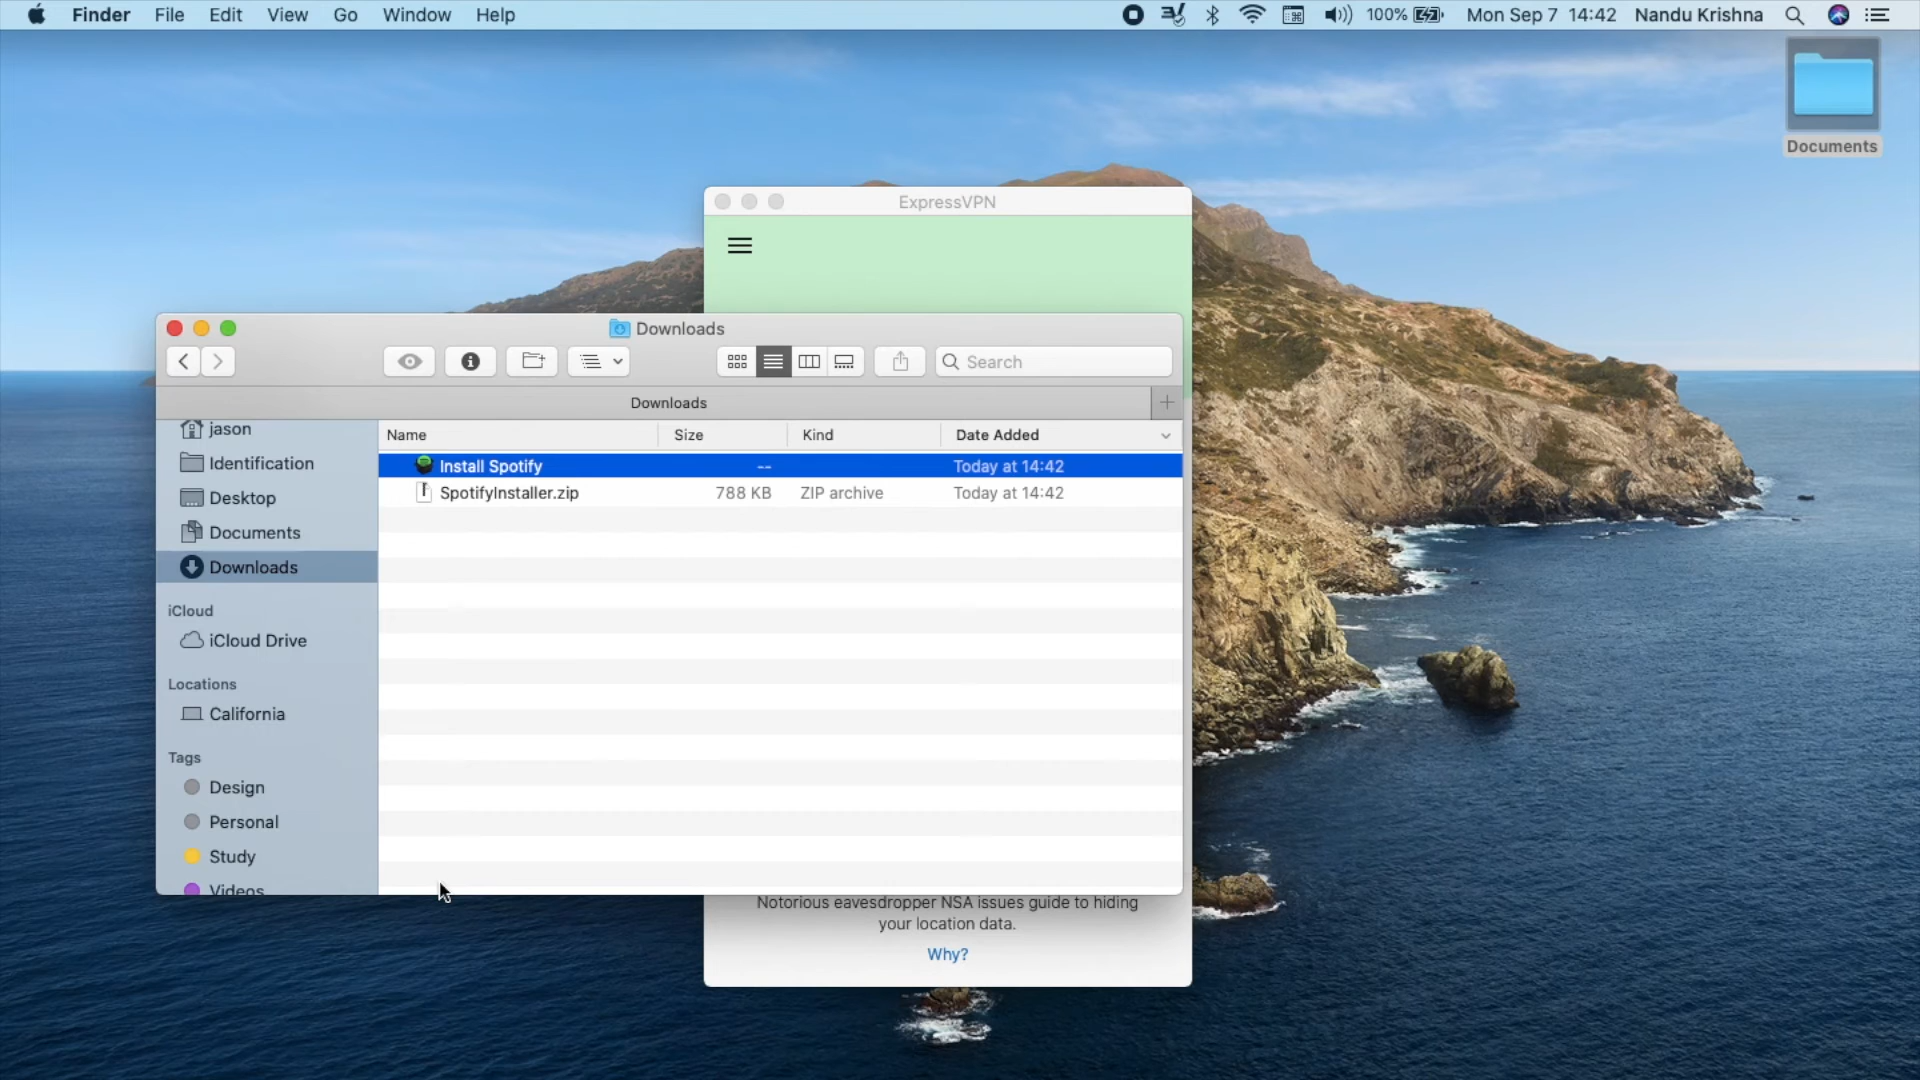 Finder File Edit View Go Window Help 100% Mon Sep 7 14:42 Nandu Krishna
Documents
ExpressVPN
Downloads
Search
Downloads
jason
Identification
Desktop
Documents
Downloads
iCloud
iCloud Drive
Locations
California
Tags
Design
Personal
Study
Videos
Name Size Kind Date Added
Install Spotify -- Today at 14:42
SpotifyInstaller.zip 788 KB ZIP archive Today at 14:42
Notorious eavesdropper NSA issues guide to hiding
your location data.
Why?